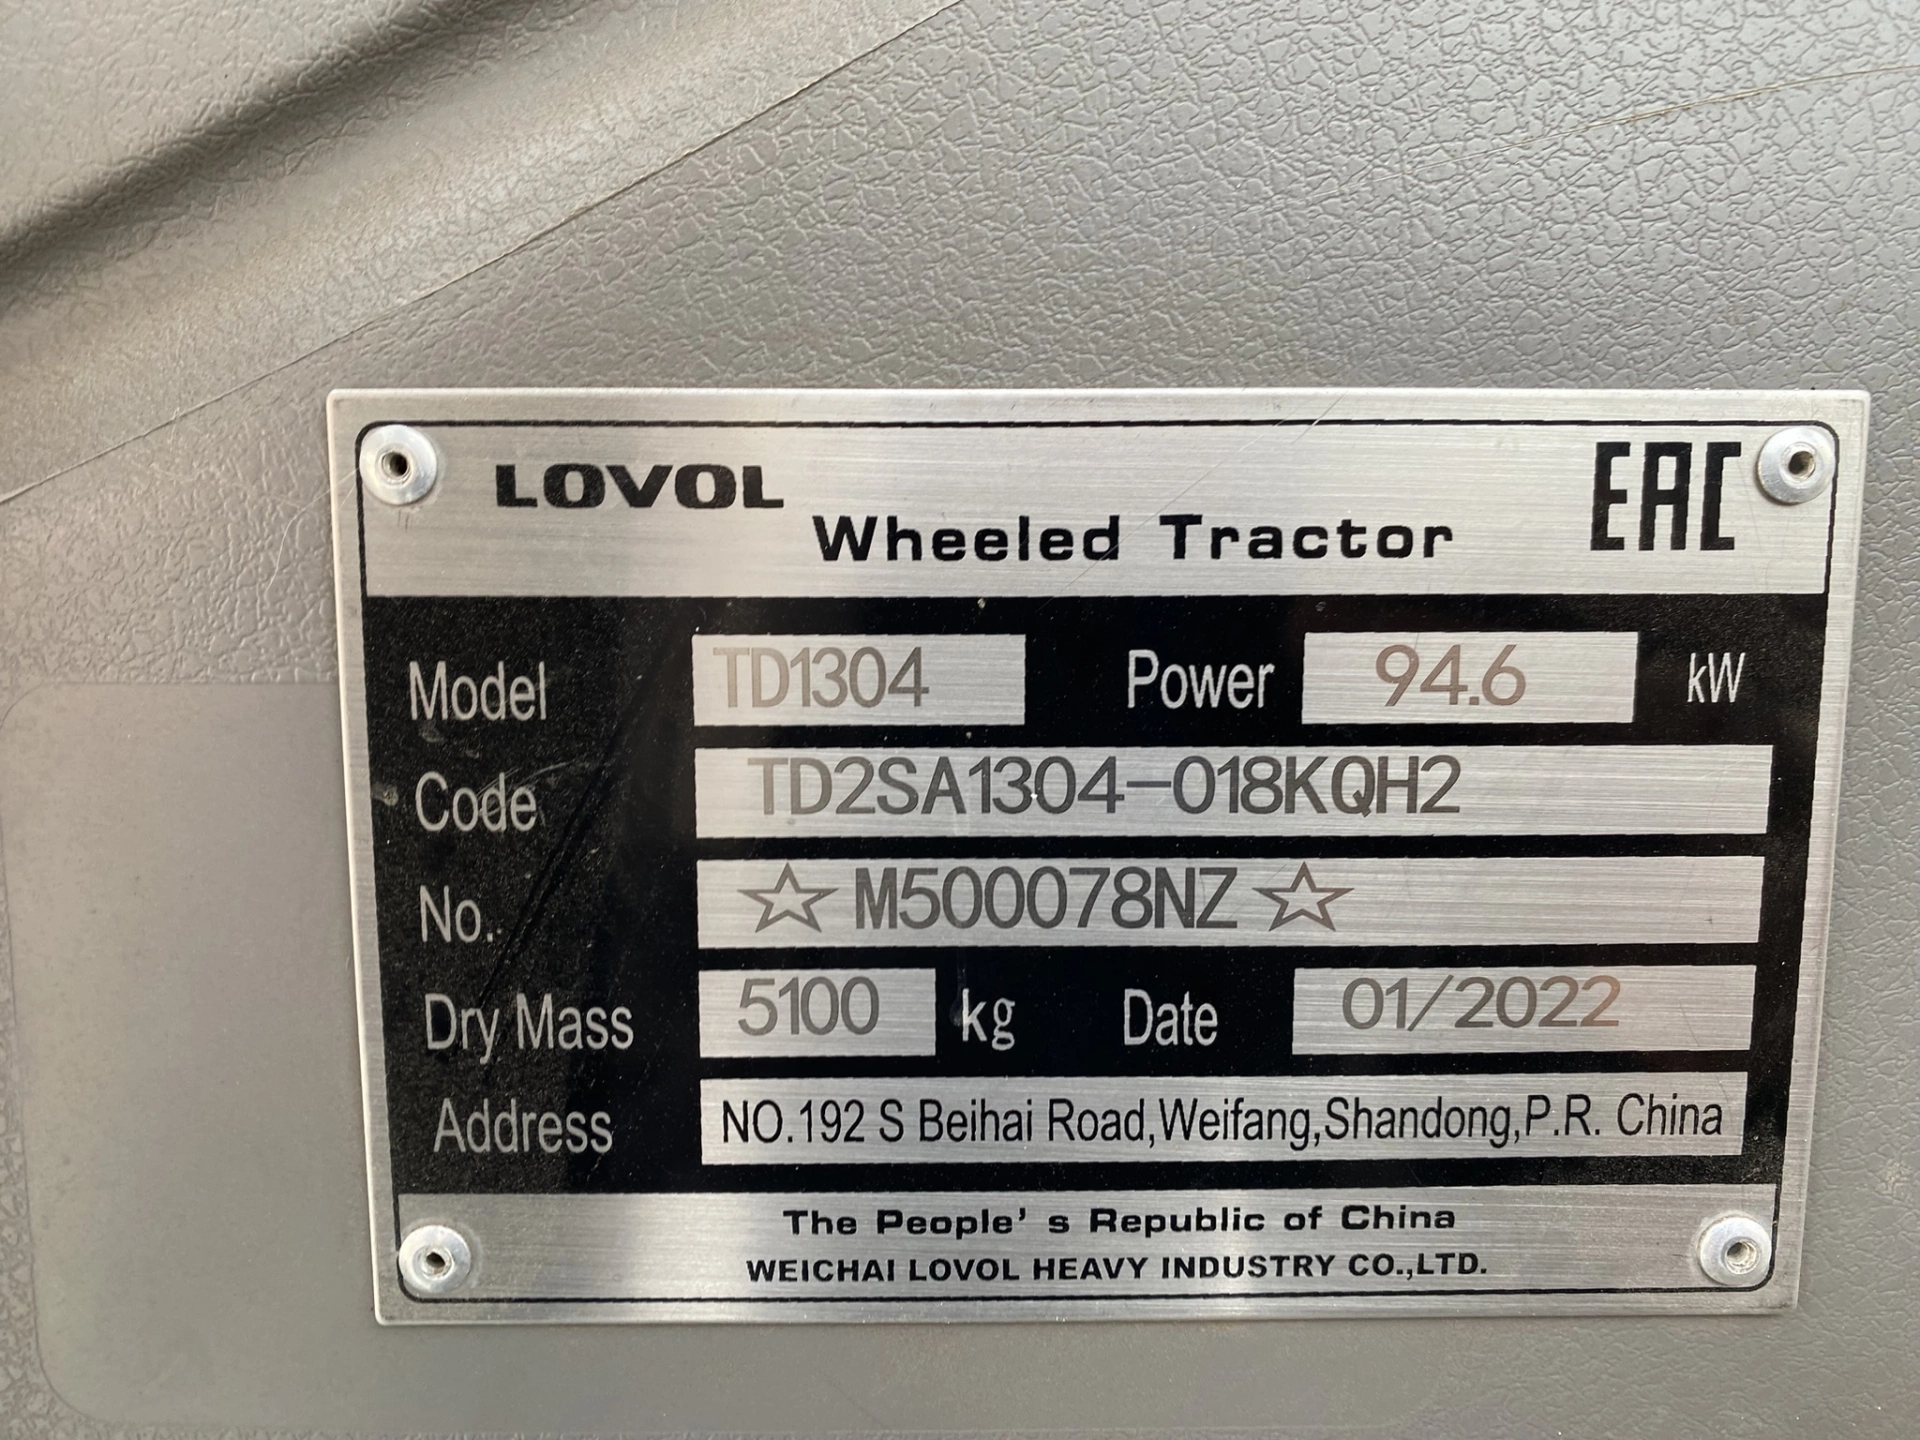 LOVOL
Wheeled Tractor EAC
Model TD1304 Power 94.6 kW
Code TD2SA1304-018KQH2
No. ☆M500078NZ☆
Dry Mass 5100 kg Date 01/2022
Address NO.192 S Beihai Road,Weifang,Shandong,P.R. China
The People's Republic of China
WEICHAI LOVOL HEAVY INDUSTRY CO.,LTD.